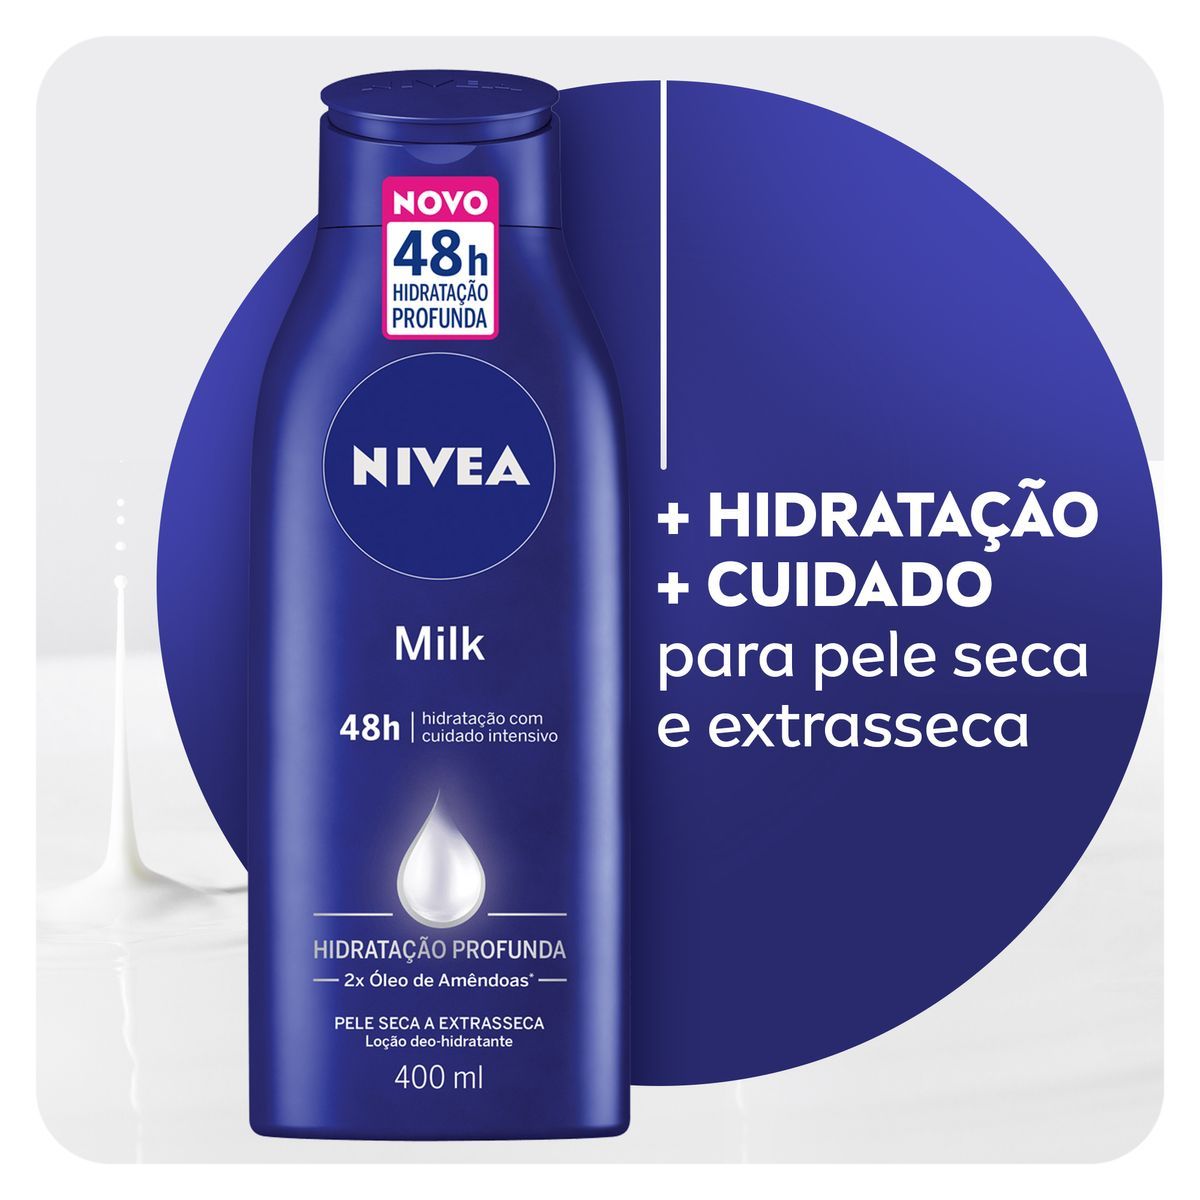 NIVEA
NOVO
48h
HIDRATAÇÃO
PROFUNDA
NIVEA
Milk
48h
hidratação com
cuidado intensivo
HIDRATAÇÃO PROFUNDA
2x Óleo de Amêndoas*
PELE SECA A EXTRASSECA
Loção deo-hidratante
400 ml
+ HIDRATAÇÃO
+ CUIDADO
para pele seca
e extrasseca